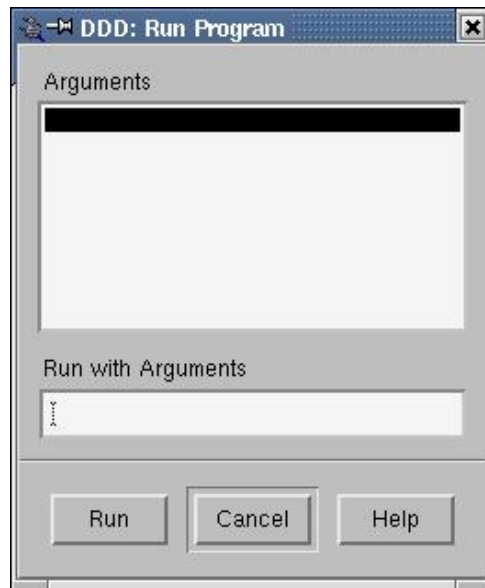 DDD: Run Program
Arguments
Run with Arguments
Run
Cancel
Help